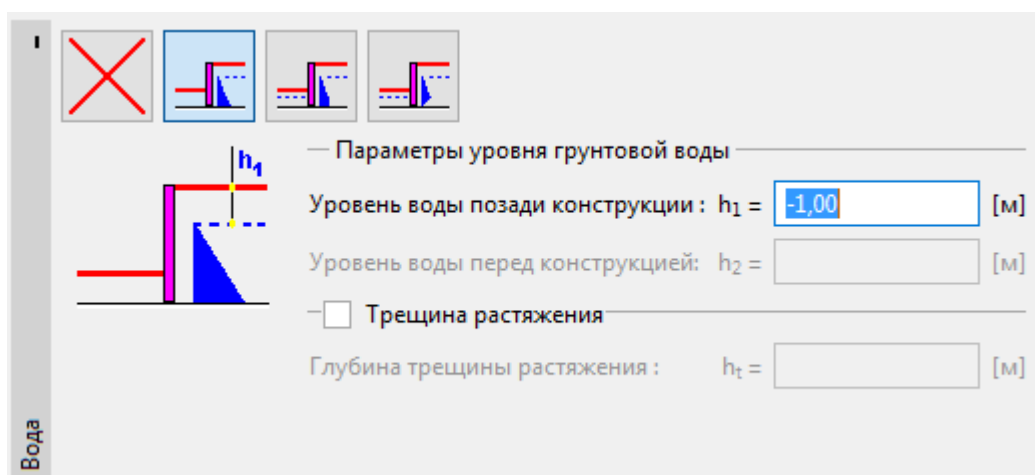 h1
Параметры уровня грунтовой воды
Уровень воды позади конструкции : h1 = -1,00 [м]
Уровень воды перед конструкцией: h2 = [м]
Трещина растяжения
Глубина трещины растяжения : ht = [м]
Вода